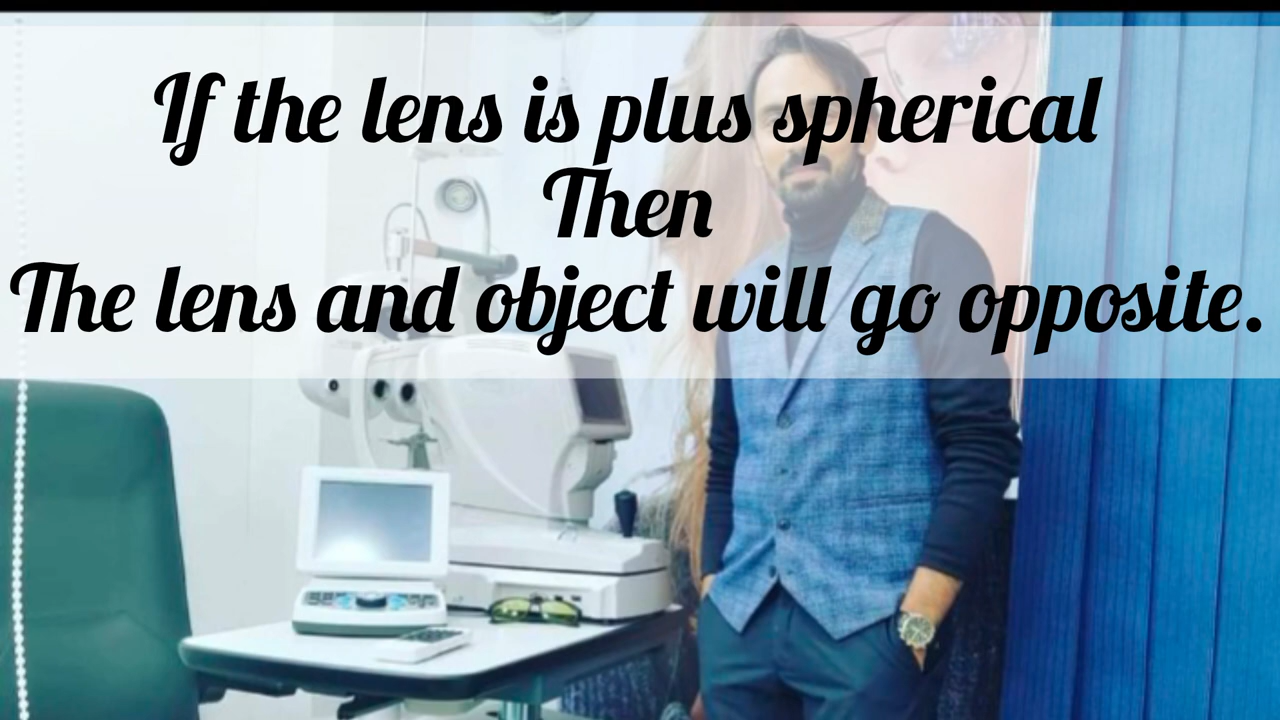 If the lens is plus spherical
Then
The lens and object will go opposite.